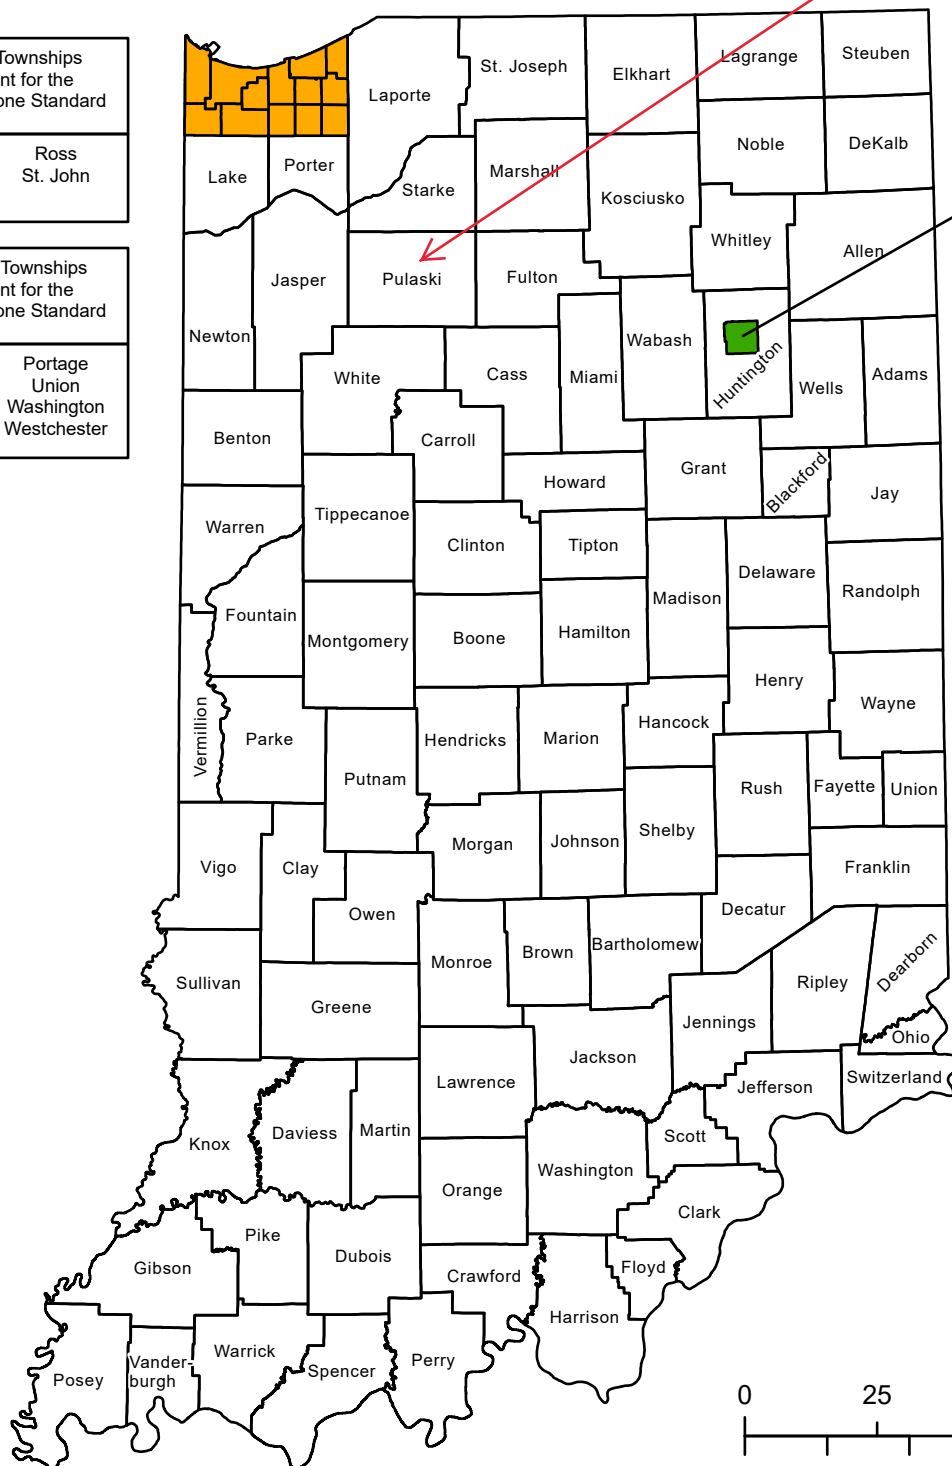 Townships
nt for the
one Standard
Ross
St. John
Townships
nt for the
one Standard
Portage
Union
Washington
Westchester
Lake
Porter
Laporte
St. Joseph
Elkhart
Lagrange
Steuben
Starke
Marshall
Kosciusko
Noble
DeKalb
Whitley
Allen
Newton
Jasper
Pulaski
Fulton
Wabash
Huntington
Wells
Adams
White
Cass
Miami
Benton
Carroll
Howard
Grant
Blackford
Jay
Warren
Tippecanoe
Clinton
Tipton
Madison
Delaware
Randolph
Fountain
Montgomery
Boone
Hamilton
Henry
Wayne
Vermillion
Parke
Putnam
Hendricks
Marion
Hancock
Rush
Fayette
Union
Vigo
Clay
Owen
Morgan
Johnson
Shelby
Decatur
Franklin
Sullivan
Greene
Monroe
Brown
Bartholomew
Jennings
Ripley
Dearborn
Ohio
Switzerland
Jefferson
Jackson
Lawrence
Knox
Daviess
Martin
Orange
Washington
Scott
Clark
Gibson
Pike
Dubois
Crawford
Floyd
Harrison
Posey
Vander-
burgh
Warrick
Spencer
Perry
0
25